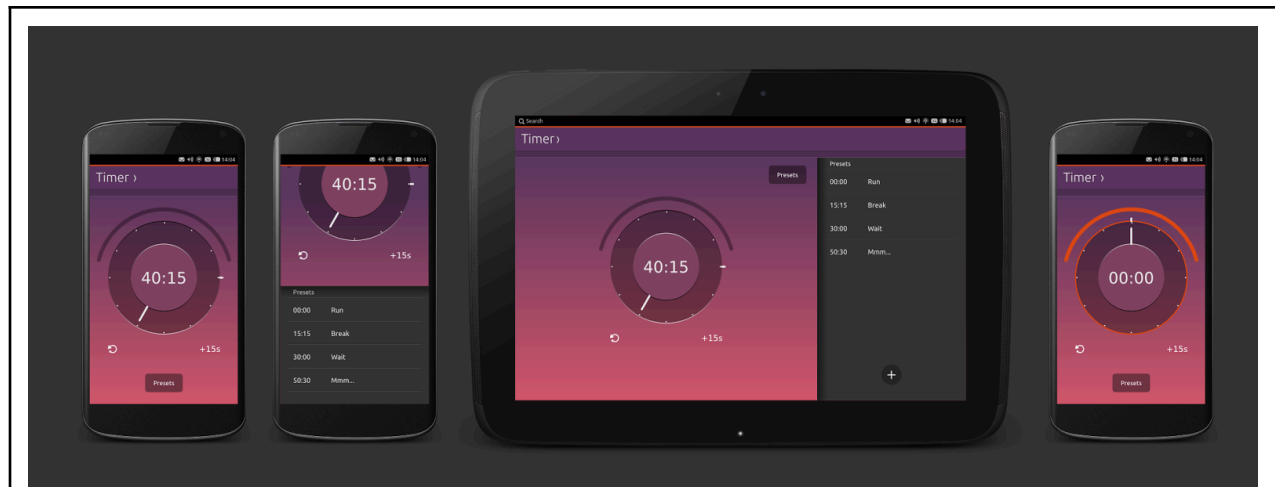 14:04
Timer ›
40:15
+15s
Presets
14:04
40:15
+15s
Presets
00:00 Run
15:15 Break
30:00 Wait
50:30 Mmm...
Search 14:04
Timer ›
Presets
40:15
+15s
Presets
00:00 Run
15:15 Break
30:00 Wait
50:30 Mmm...
+
14:04
Timer ›
00:00
+15s
Presets